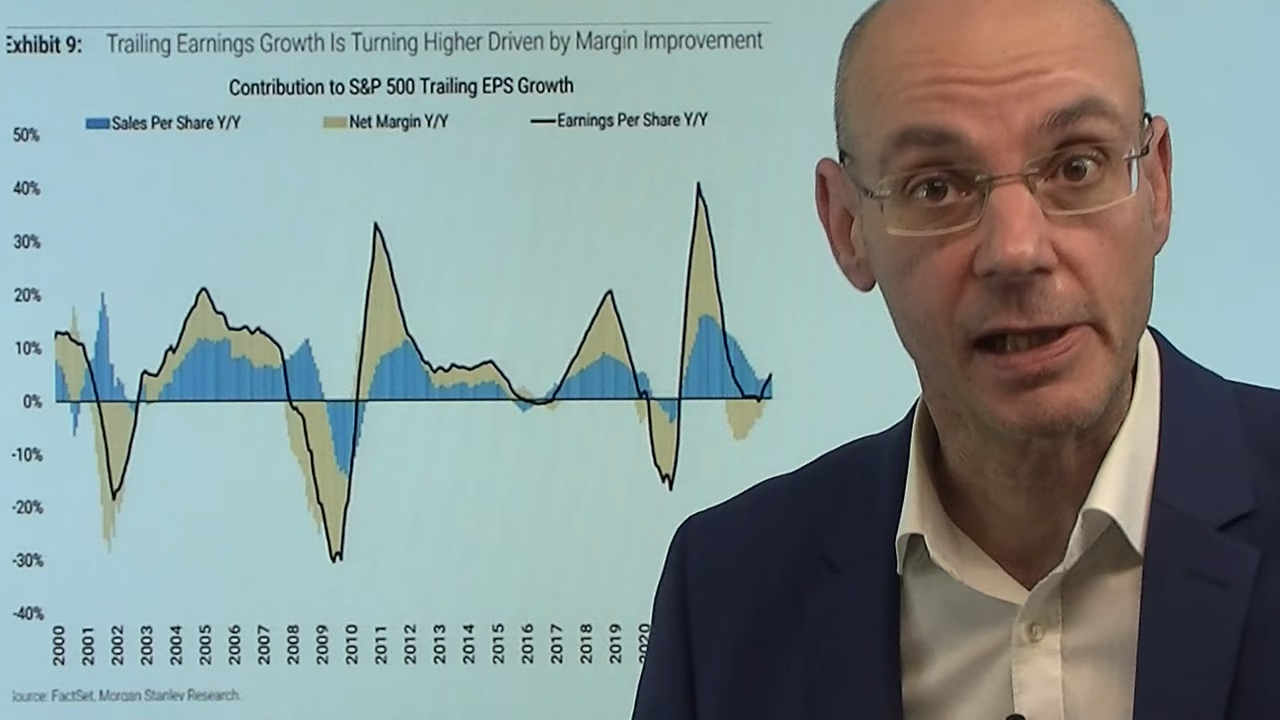 Exhibit 9: Trailing Earnings Growth Is Turning Higher Driven by Margin Improvement
Contribution to S&P 500 Trailing EPS Growth
Sales Per Share Y/Y Net Margin Y/Y Earnings Per Share Y/Y
50%
40%
30%
20%
10%
0%
-10%
-20%
-30%
-40%
2000 2001 2002 2003 2004 2005 2006 2007 2008 2009 2010 2011 2012 2013 2014 2015 2016 2017 2018 2019 2020
Source: FactSet, Morgan Stanley Research.